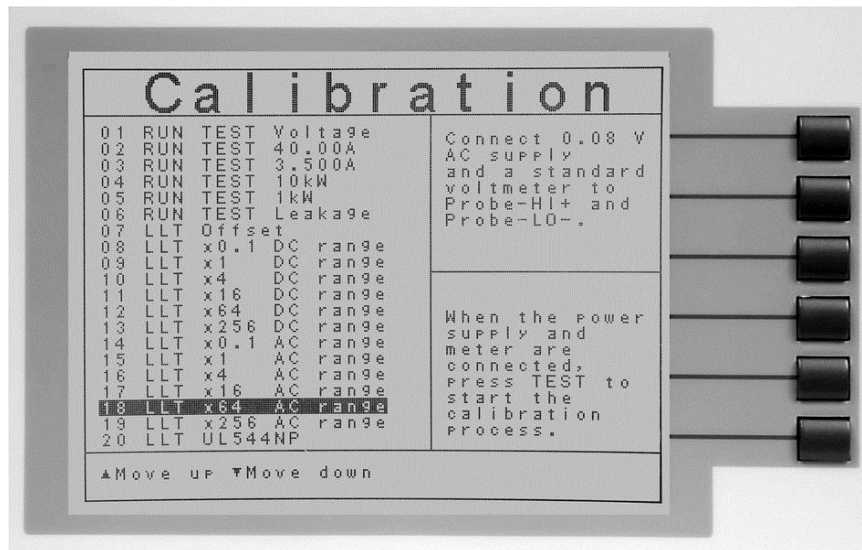 Calibration
01 RUN TEST Voltage
02 RUN TEST 40.00A
03 RUN TEST 3.500A
04 RUN TEST 10kW
05 RUN TEST 1kW
06 RUN TEST Leakage
07 LLT Offset
08 LLT x0.1 DC range
09 LLT x1 DC range
10 LLT x4 DC range
11 LLT x16 DC range
12 LLT x64 DC range
13 LLT x256 DC range
14 LLT x0.1 AC range
15 LLT x1 AC range
16 LLT x4 AC range
17 LLT x16 AC range
18 LLT x64 AC range
19 LLT x256 AC range
20 LLT UL544NP
Connect 0.08 V
AC supply
and a standard
voltmeter to
Probe-HI+ and
Probe-LO-.
When the power
supply and
meter are
connected,
press TEST to
start the
calibration
process.
▲Move up ▼Move down